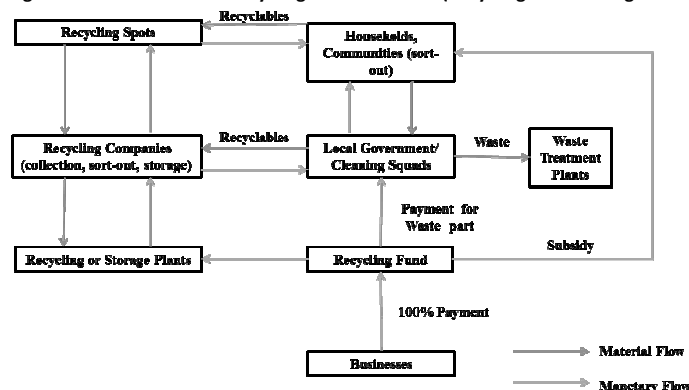 Recyclables
Recycling Spots
Households,
Communities (sort-
out)
Recycling Companies
(collection, sort-out, storage)
Recyclables
Local Government/
Cleaning Squads
Waste
Waste
Treatment
Plants
Payment for
Waste part
Subsidy
Recycling or Storage Plants
Recycling Fund
100% Payment
Businesses
Material Flow
Monetary Flow